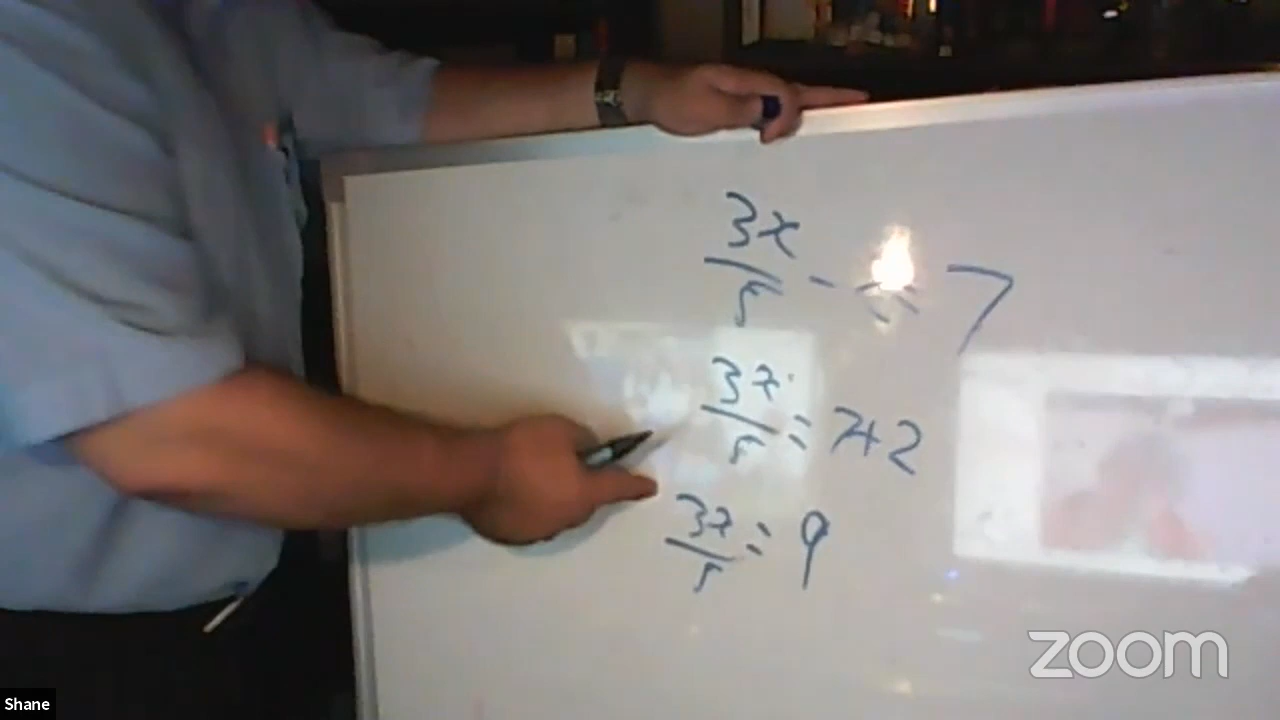 3x/5 - = 7
3x/5 = 7+2
3x/5 = 9
zoom
Shane